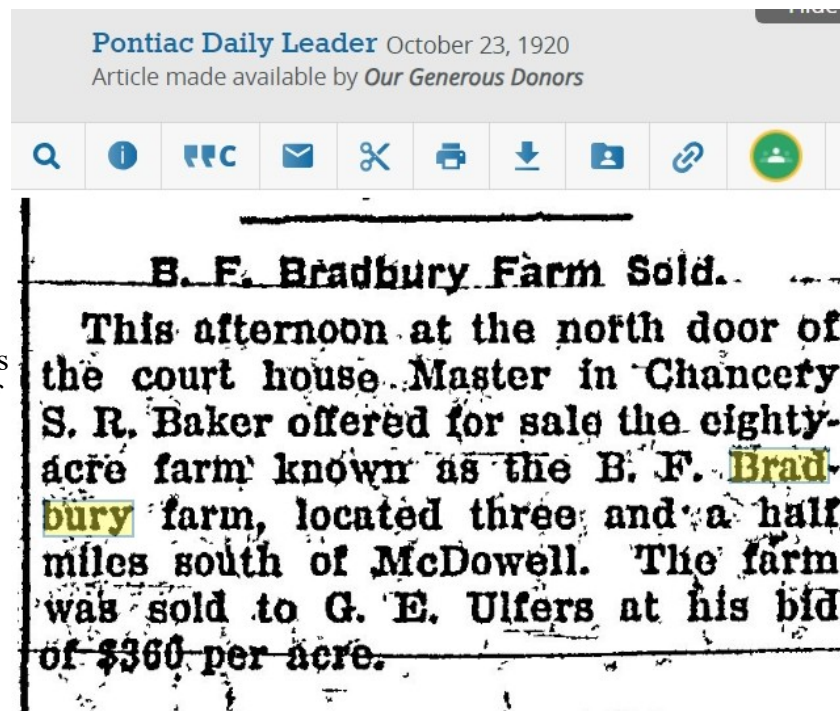 Pontiac Daily Leader October 23, 1920
Article made available by Our Generous Donors
B. F. Bradbury Farm Sold.
This afternoon at the north door of
the court house Master in Chancery
S. R. Baker offered for sale the eighty-
acre farm known as the B. F. Brad-
bury farm, located three and a half
miles south of McDowell. The farm
was sold to G. E. Ulfers at his bid
of $360 per acre.